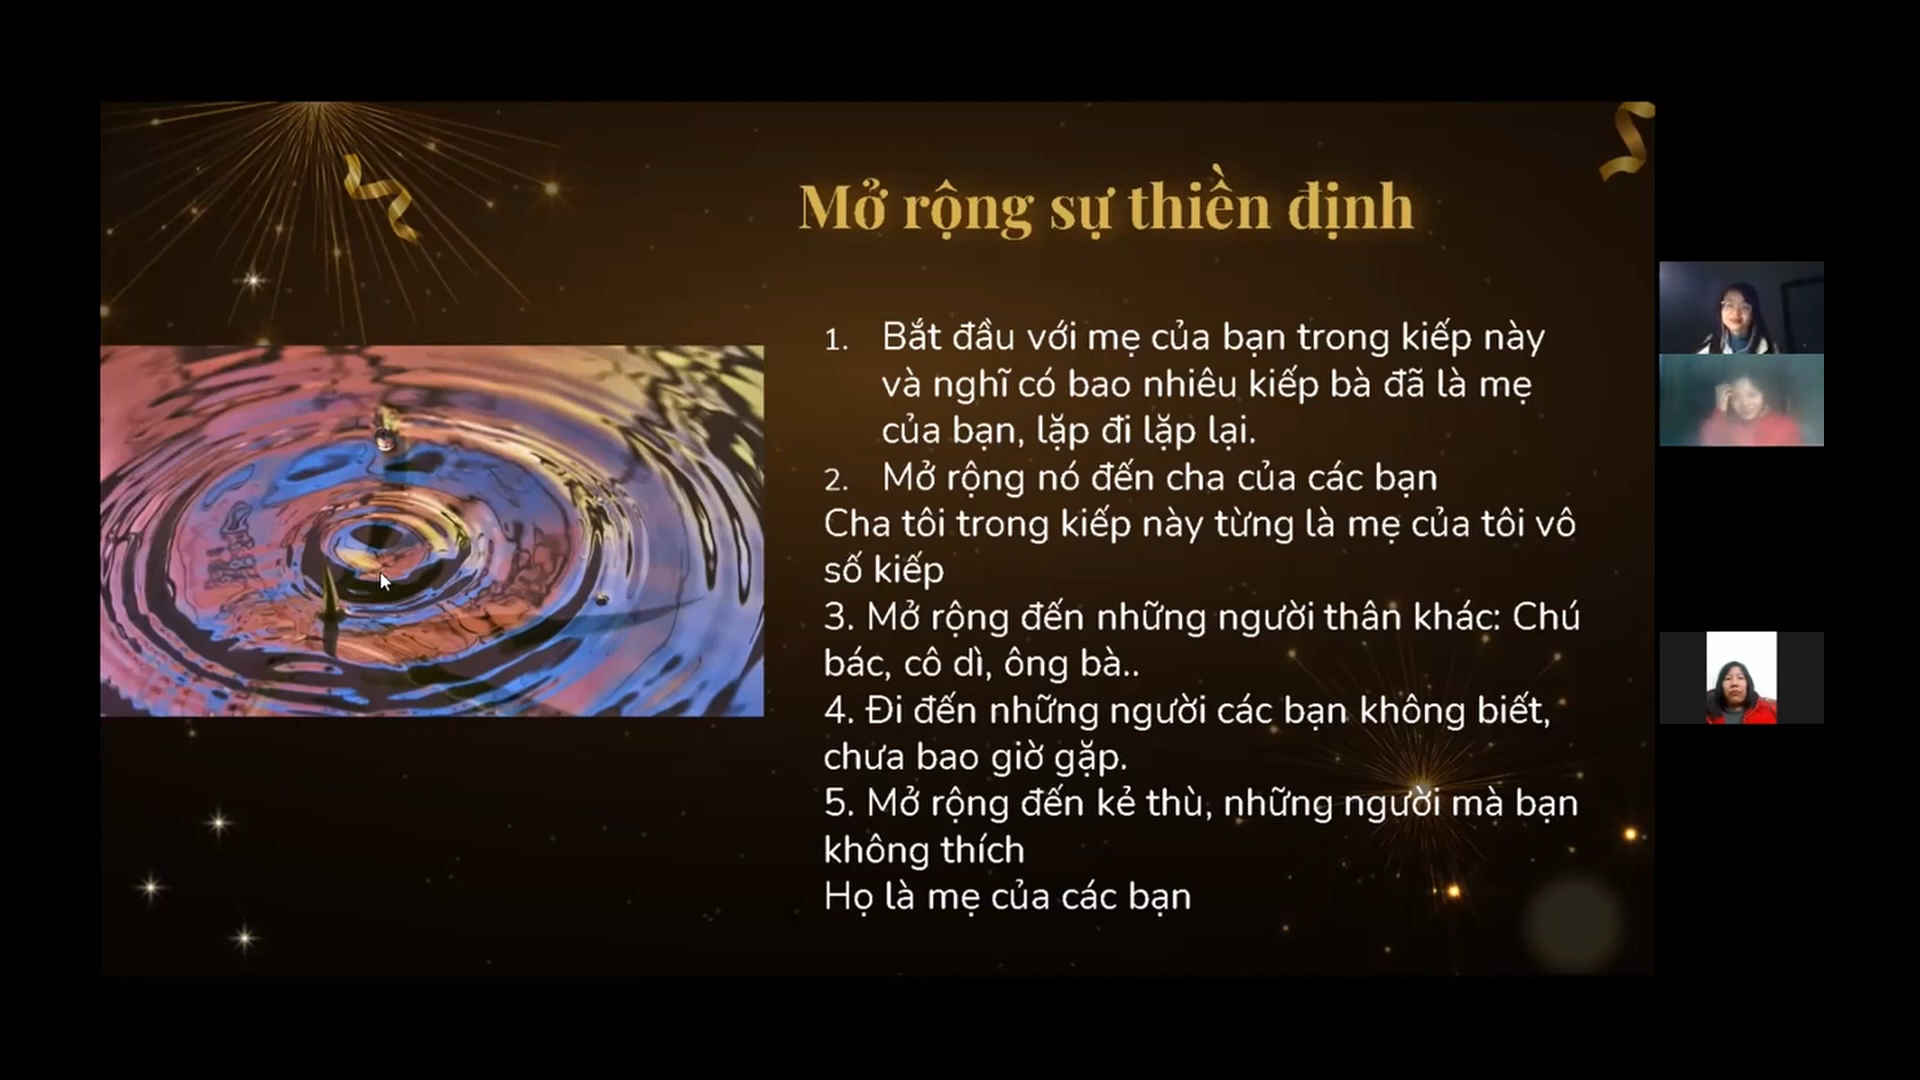 Mở rộng sự thiền định
1. Bắt đầu với mẹ của bạn trong kiếp này
và nghĩ có bao nhiêu kiếp bà đã là mẹ
của bạn, lặp đi lặp lại.
2. Mở rộng nó đến cha của các bạn
Cha tôi trong kiếp này từng là mẹ của tôi vô
số kiếp
3. Mở rộng đến những người thân khác: Chú
bác, cô dì, ông bà..
4. Đi đến những người các bạn không biết,
chưa bao giờ gặp.
5. Mở rộng đến kẻ thù, những người mà bạn
không thích
Họ là mẹ của các bạn